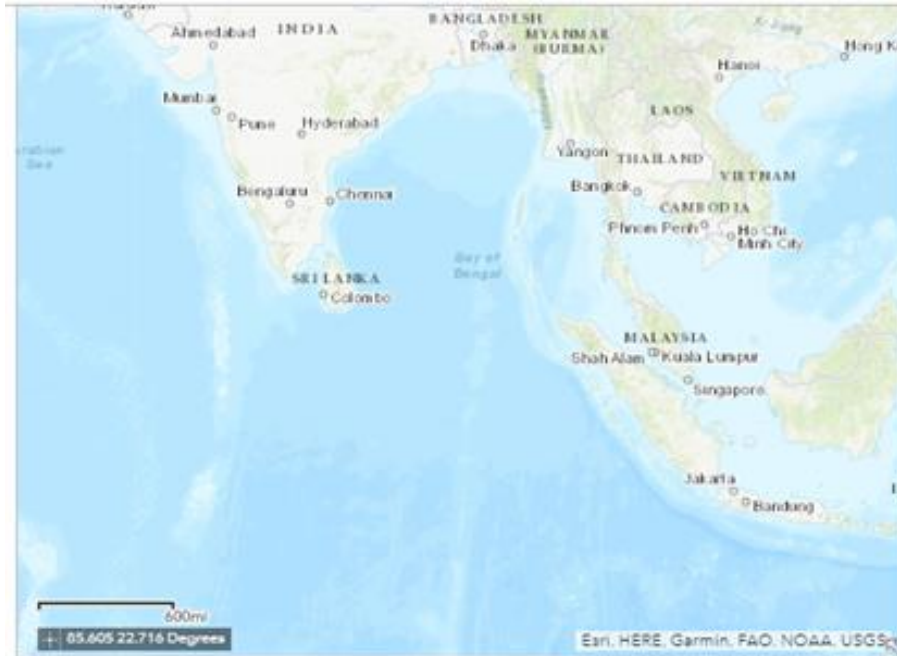 BANGLADESH
INDIA
Ahmedabad
Dhaka
MYANMAR
(BURMA)
Hong K
Hanoi
Mumbai
Pune
Hyderabad
LAOS
Sea
Yangon
THAILAND
VIETNAM
Bengaluru
Chennai
Bangkok
CAMBODIA
Phnom Penh
Ho Chi
Minh City
Bay of
Bengal
SRI LANKA
Colombo
MALAYSIA
Shah Alam
Kuala Lumpur
Singapore
Jakarta
Bandung
600mi
85.605 22.716 Degrees
Esri, HERE, Garmin, FAO, NOAA, USGS